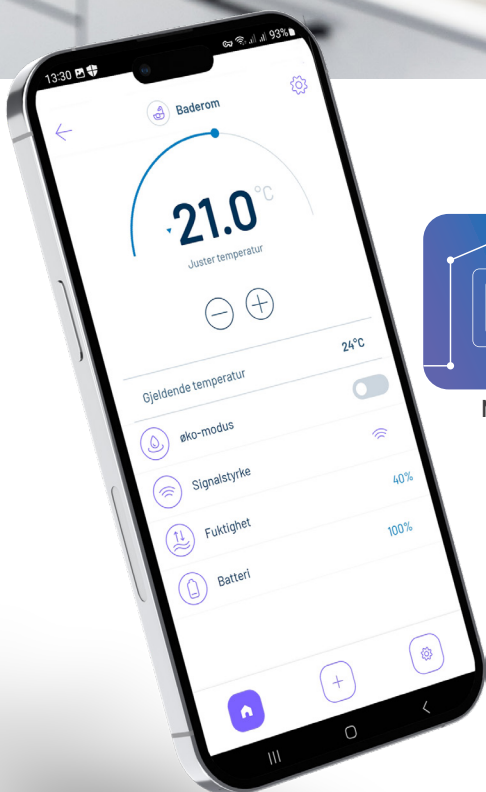 13:30
93%
Baderom
21.0°C
Juster temperatur
Gjeldende temperatur 24°C
øko-modus
Signalstyrke
Fuktighet 40%
Batteri 100%